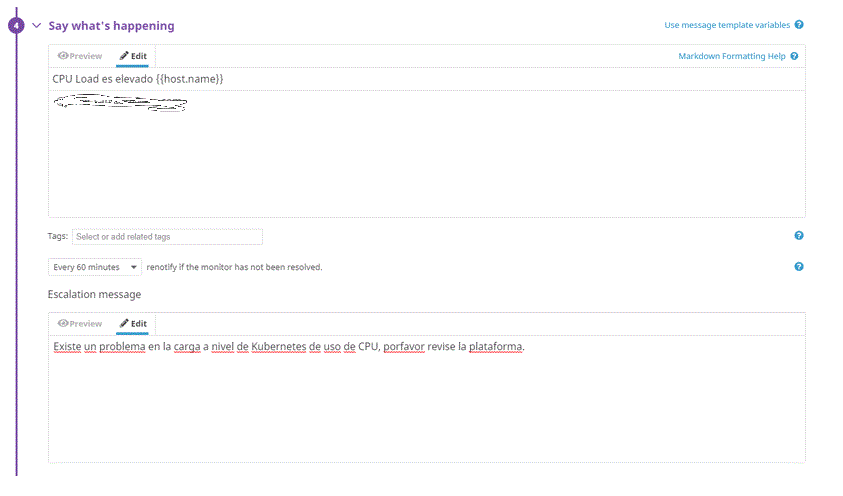 4 Say what's happening Use message template variables ?
Preview Edit Markdown Formatting Help ?
CPU Load es elevado {{host.name}}
Tags: Select or add related tags ?
Every 60 minutes renotify if the monitor has not been resolved. ?
Escalation message
Preview Edit
Existe un problema en la carga a nivel de Kubernetes de uso de CPU, porfavor revise la plataforma.